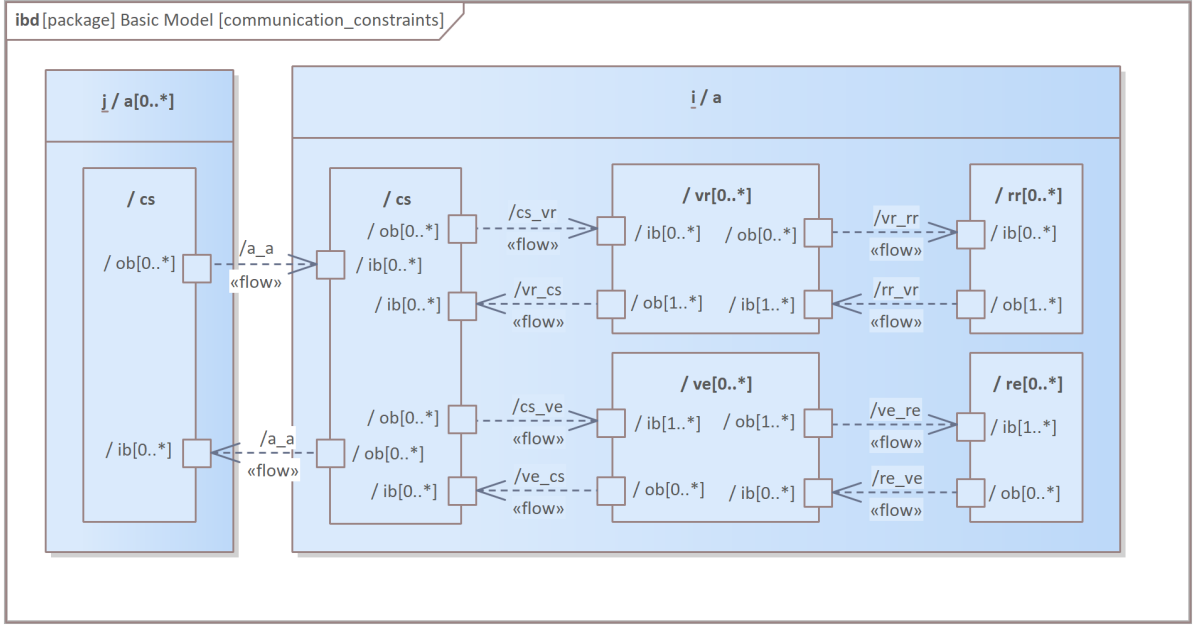 ibd [package] Basic Model [communication_constraints]
j / a[0..*]
i / a
/ cs
/ cs
/ vr[0..*]
/ rr[0..*]
/cs_vr
/vr_rr
/ ob[0..*]
/ ib[0..*]
/ ob[0..*]
/ ib[0..*]
«flow»
«flow»
/a_a
/ ob[0..*]
/ ib[0..*]
«flow»
/vr_cs
/rr_vr
/ ib[0..*]
/ ob[1..*]
/ ib[1..*]
/ ob[1..*]
«flow»
«flow»
/ ve[0..*]
/ re[0..*]
/cs_ve
/ve_re
/ ob[0..*]
/ ib[1..*]
/ ob[1..*]
/ ib[1..*]
«flow»
«flow»
/a_a
/ ib[0..*]
/ ob[0..*]
«flow»
/ve_cs
/re_ve
/ ib[0..*]
/ ob[0..*]
/ ib[0..*]
/ ob[0..*]
«flow»
«flow»